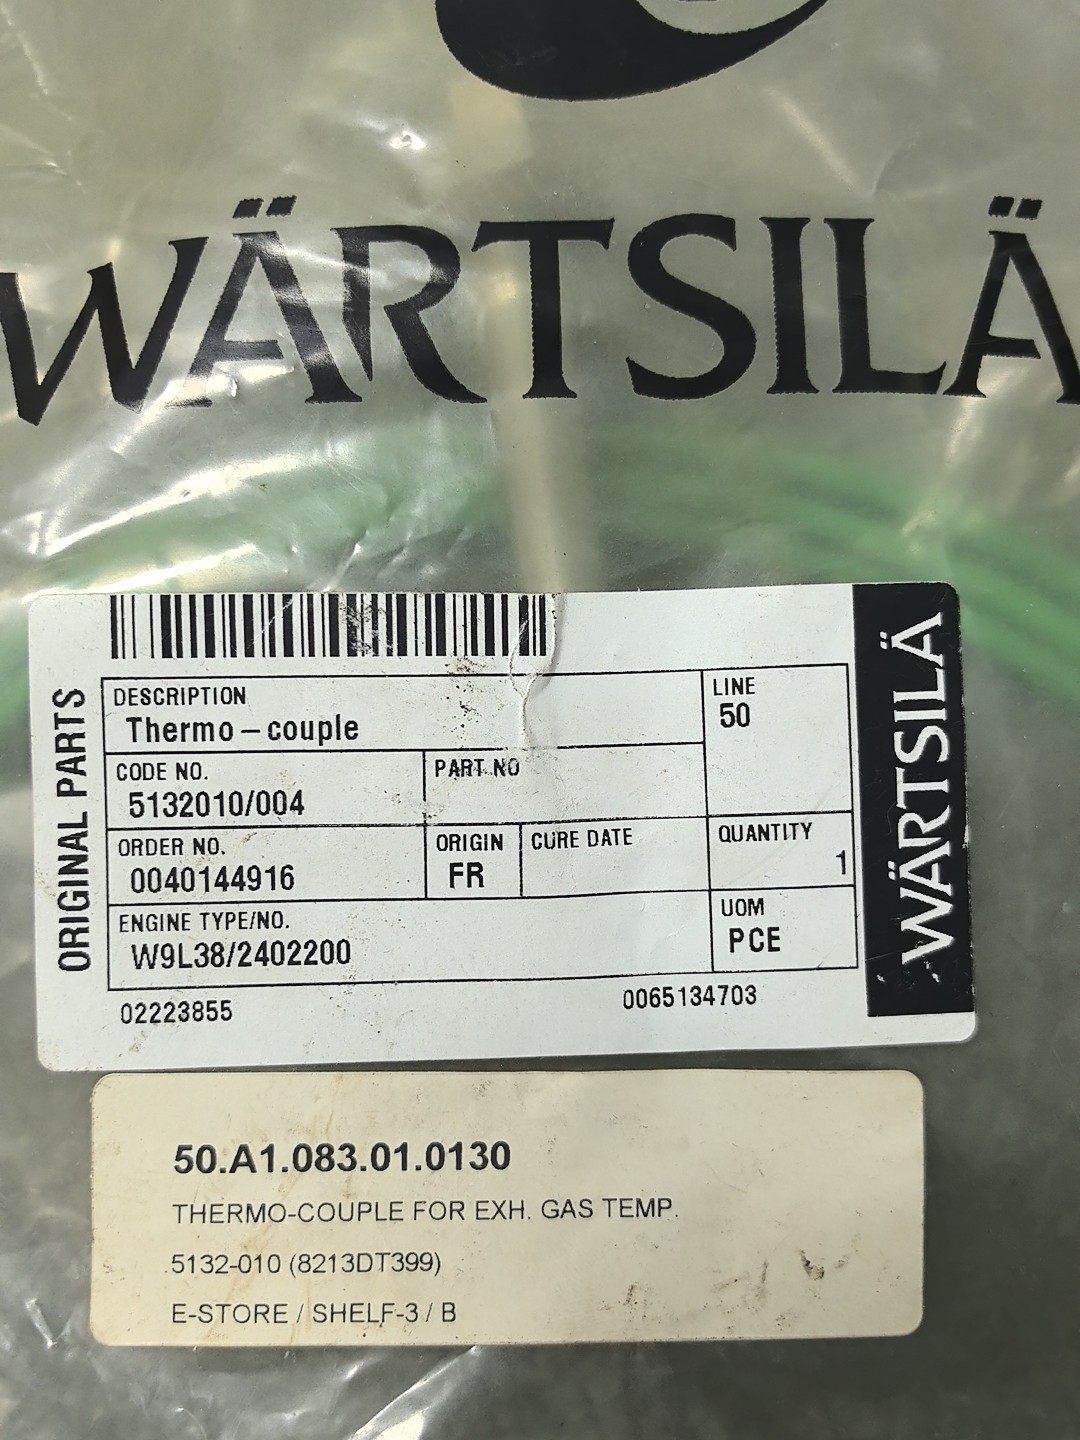 WÄRTSILÄ
ORIGINAL PARTS
DESCRIPTION
Thermo-couple
LINE
50
CODE NO.
5132010/004
PART NO
ORDER NO.
0040144916
ORIGIN
FR
CURE DATE
QUANTITY
1
ENGINE TYPE/NO.
W9L38/2402200
UOM
PCE
02223855
0065134703
WÄRTSILÄ
50.A1.083.01.0130
THERMO-COUPLE FOR EXH. GAS TEMP.
5132-010 (8213DT399)
E-STORE / SHELF-3 / B